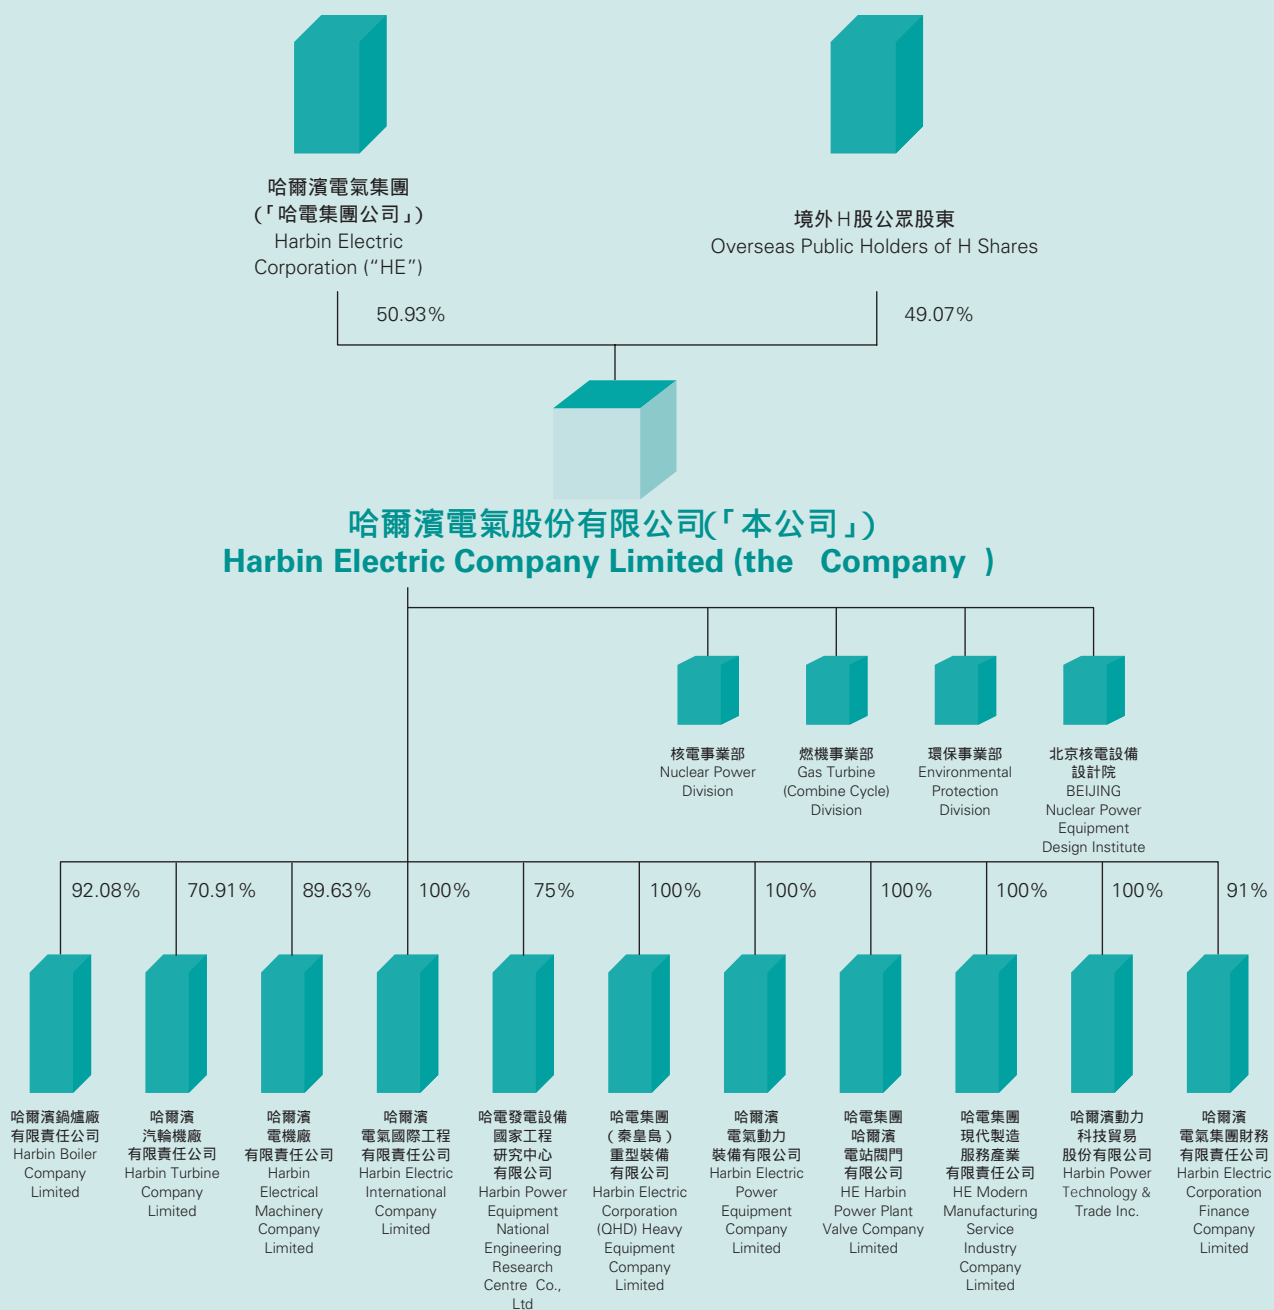 哈爾濱電氣集團
(「哈電集團公司」)
Harbin Electric
Corporation (“HE”)
境外H股公眾股東
Overseas Public Holders of H Shares
50.93%
49.07%
哈爾濱電氣股份有限公司(「本公司」)
Harbin Electric Company Limited (the Company )
核電事業部
Nuclear Power
Division
燃機事業部
Gas Turbine
(Combine Cycle)
Division
環保事業部
Environmental
Protection
Division
北京核電設備
設計院
BEIJING
Nuclear Power
Equipment
Design Institute
92.08%
70.91%
89.63%
100%
75%
100%
100%
100%
100%
100%
91%
哈爾濱鍋爐廠
有限責任公司
Harbin Boiler
Company
Limited
哈爾濱
汽輪機廠
有限責任公司
Harbin Turbine
Company
Limited
哈爾濱
電機廠
有限責任公司
Harbin
Electrical
Machinery
Company
Limited
哈爾濱
電氣國際工程
有限責任公司
Harbin Electric
International
Company
Limited
哈電發電設備
國家工程
研究中心
有限公司
Harbin Power
Equipment
National
Engineering
Research
Centre Co.,
Ltd
哈電集團
(秦皇島)
重型裝備
有限公司
Harbin Electric
Corporation
(QHD) Heavy
Equipment
Company
Limited
哈爾濱
電氣動力
裝備有限公司
Harbin Electric
Power
Equipment
Company
Limited
哈電集團
哈爾濱
電站閥門
有限公司
HE Harbin
Power Plant
Valve Company
Limited
哈電集團
現代製造
服務產業
有限責任公司
HE Modern
Manufacturing
Service
Industry
Company
Limited
哈爾濱動力
科技貿易
股份有限公司
Harbin Power
Technology &
Trade Inc.
哈爾濱
電氣集團財務
有限責任公司
Harbin Electric
Corporation
Finance
Company
Limited